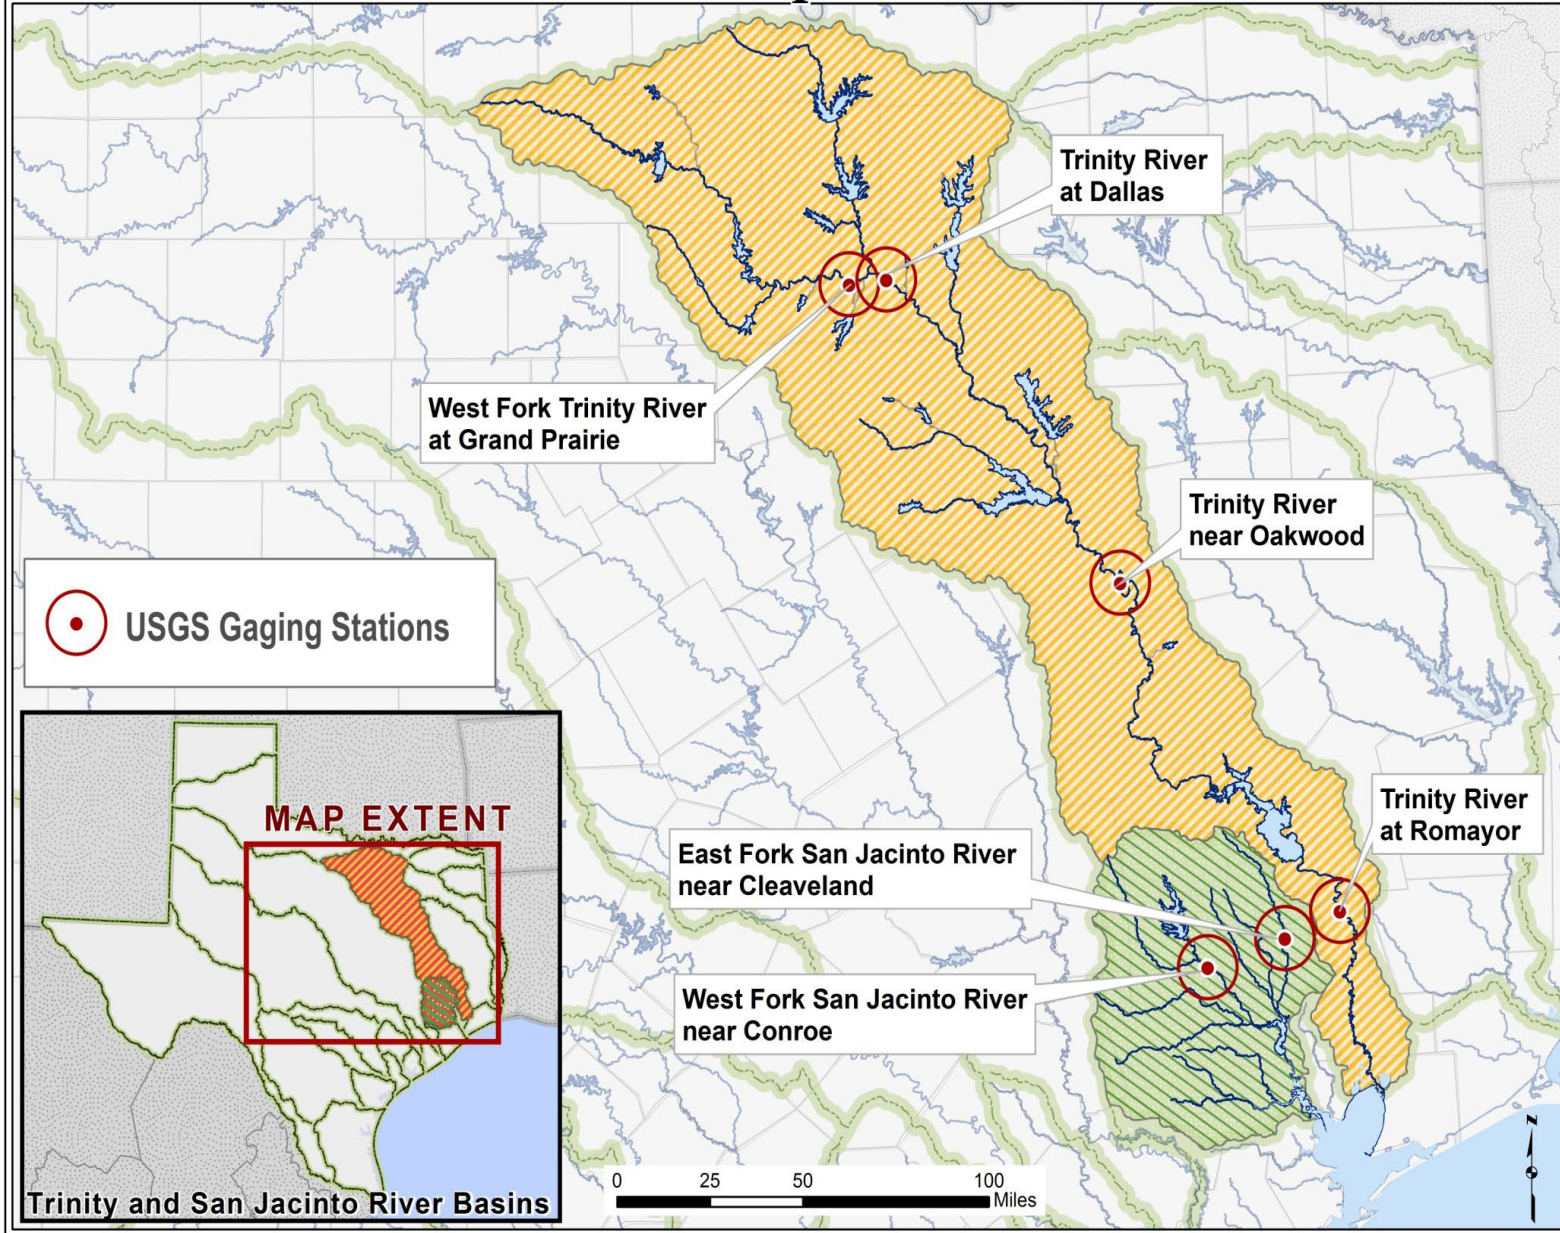 Trinity River
at Dallas
West Fork Trinity River
at Grand Prairie
Trinity River
near Oakwood
USGS Gaging Stations
MAP EXTENT
Trinity and San Jacinto River Basins
Trinity River
at Romayor
East Fork San Jacinto River
near Cleaveland
West Fork San Jacinto River
near Conroe
0 25 50 100
Miles
N